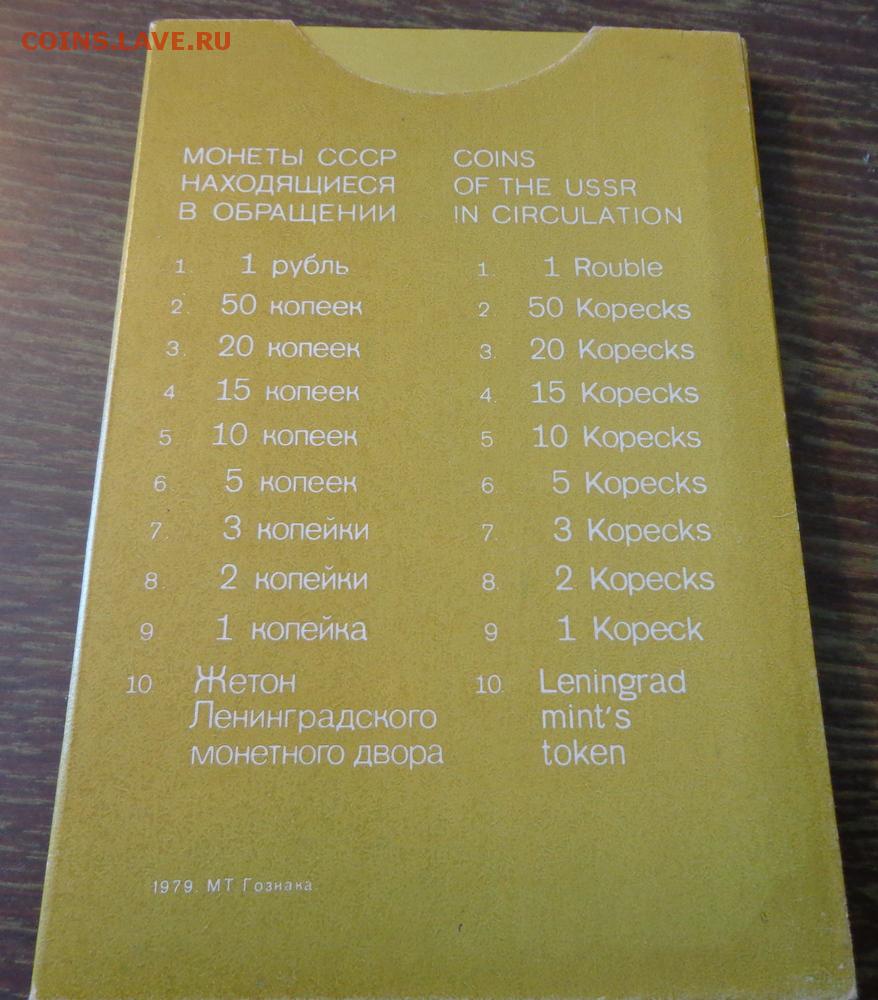 COINS.LAVE.RU
МОНЕТЫ СССР
НАХОДЯЩИЕСЯ
В ОБРАЩЕНИИ
1. 1 рубль
2. 50 копеек
3. 20 копеек
4 15 копеек
5 10 копеек
6. 5 копеек
7. 3 копейки
8. 2 копейки
9 1 копейка
10. Жетон
Ленинградского
монетного двора
COINS
OF THE USSR
IN CIRCULATION
1. 1 Rouble
2 50 Kopecks
3. 20 Kopecks
4. 15 Kopecks
5 10 Kopecks
6 5 Kopecks
7. 3 Kopecks
8. 2 Kopecks
9 1 Kopeck
10. Leningrad
mint's
token
1979. МТ Гознака